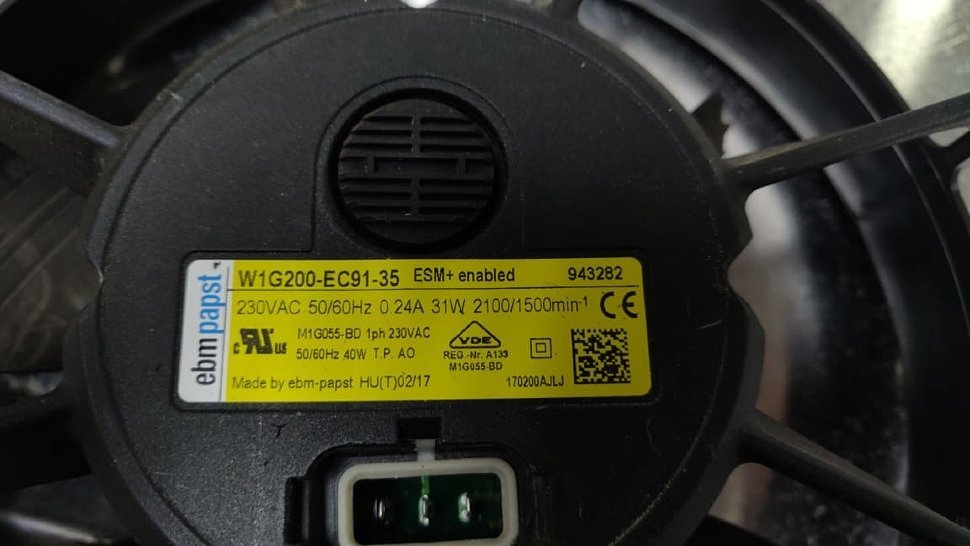 ebmpapst
W1G200-EC91-35 ESM+ enabled 943282
230VAC 50/60Hz 0.24A 31W 2100/1500min-1 CE
c RU us M1G055-BD 1ph 230VAC
50/60Hz 40W T.P. AO
VDE
REG.-Nr. A133
M1G055-BD
Made by ebm-papst HU(T)02/17 170200AJLJ